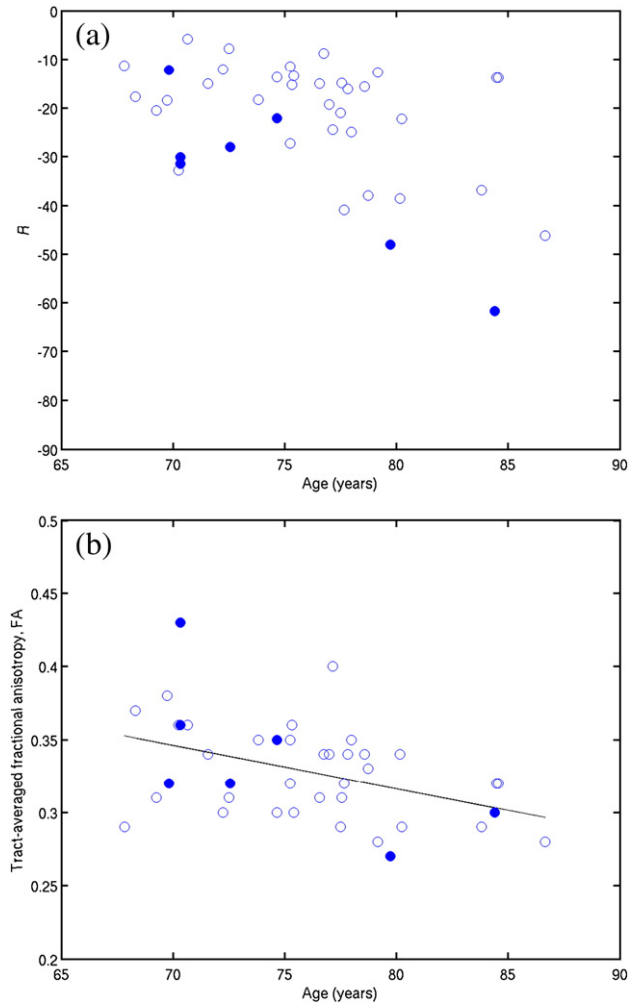 (a)
0
-10
-20
-30
-40
-50
-60
-70
-80
-90
R
65 70 75 80 85 90
Age (years)
(b)
0.5
0.45
0.4
0.35
0.3
0.25
0.2
Tract-averaged fractional anisotropy, FA
65 70 75 80 85 90
Age (years)